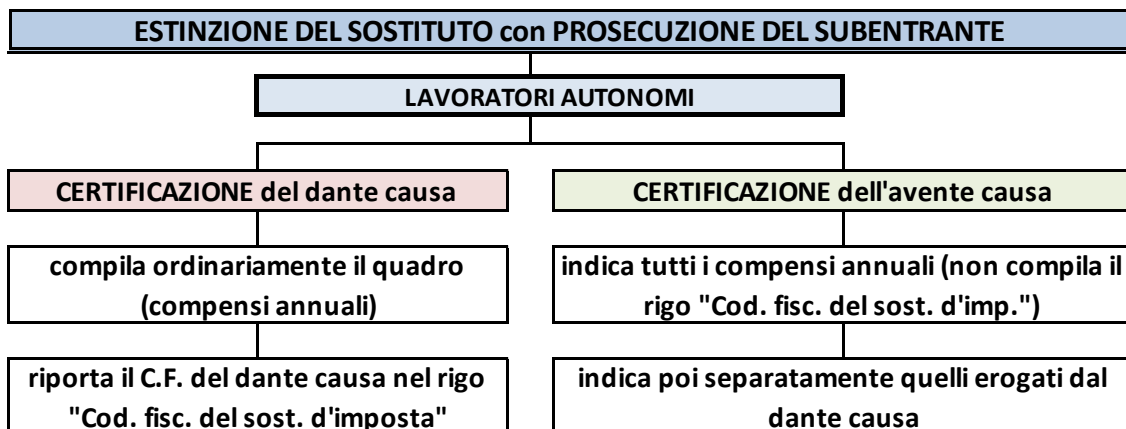 ESTINZIONE DEL SOSTITUTO con PROSECUZIONE DEL SUBENTRANTE
LAVORATORI AUTONOMI
CERTIFICAZIONE del dante causa
compila ordinariamente il quadro
(compensi annuali)
riporta il C.F. del dante causa nel rigo
"Cod. fisc. del sost. d'imposta"
CERTIFICAZIONE dell'avente causa
indica tutti i compensi annuali (non compila il
rigo "Cod. fisc. del sost. d'imp.")
indica poi separatamente quelli erogati dal
dante causa